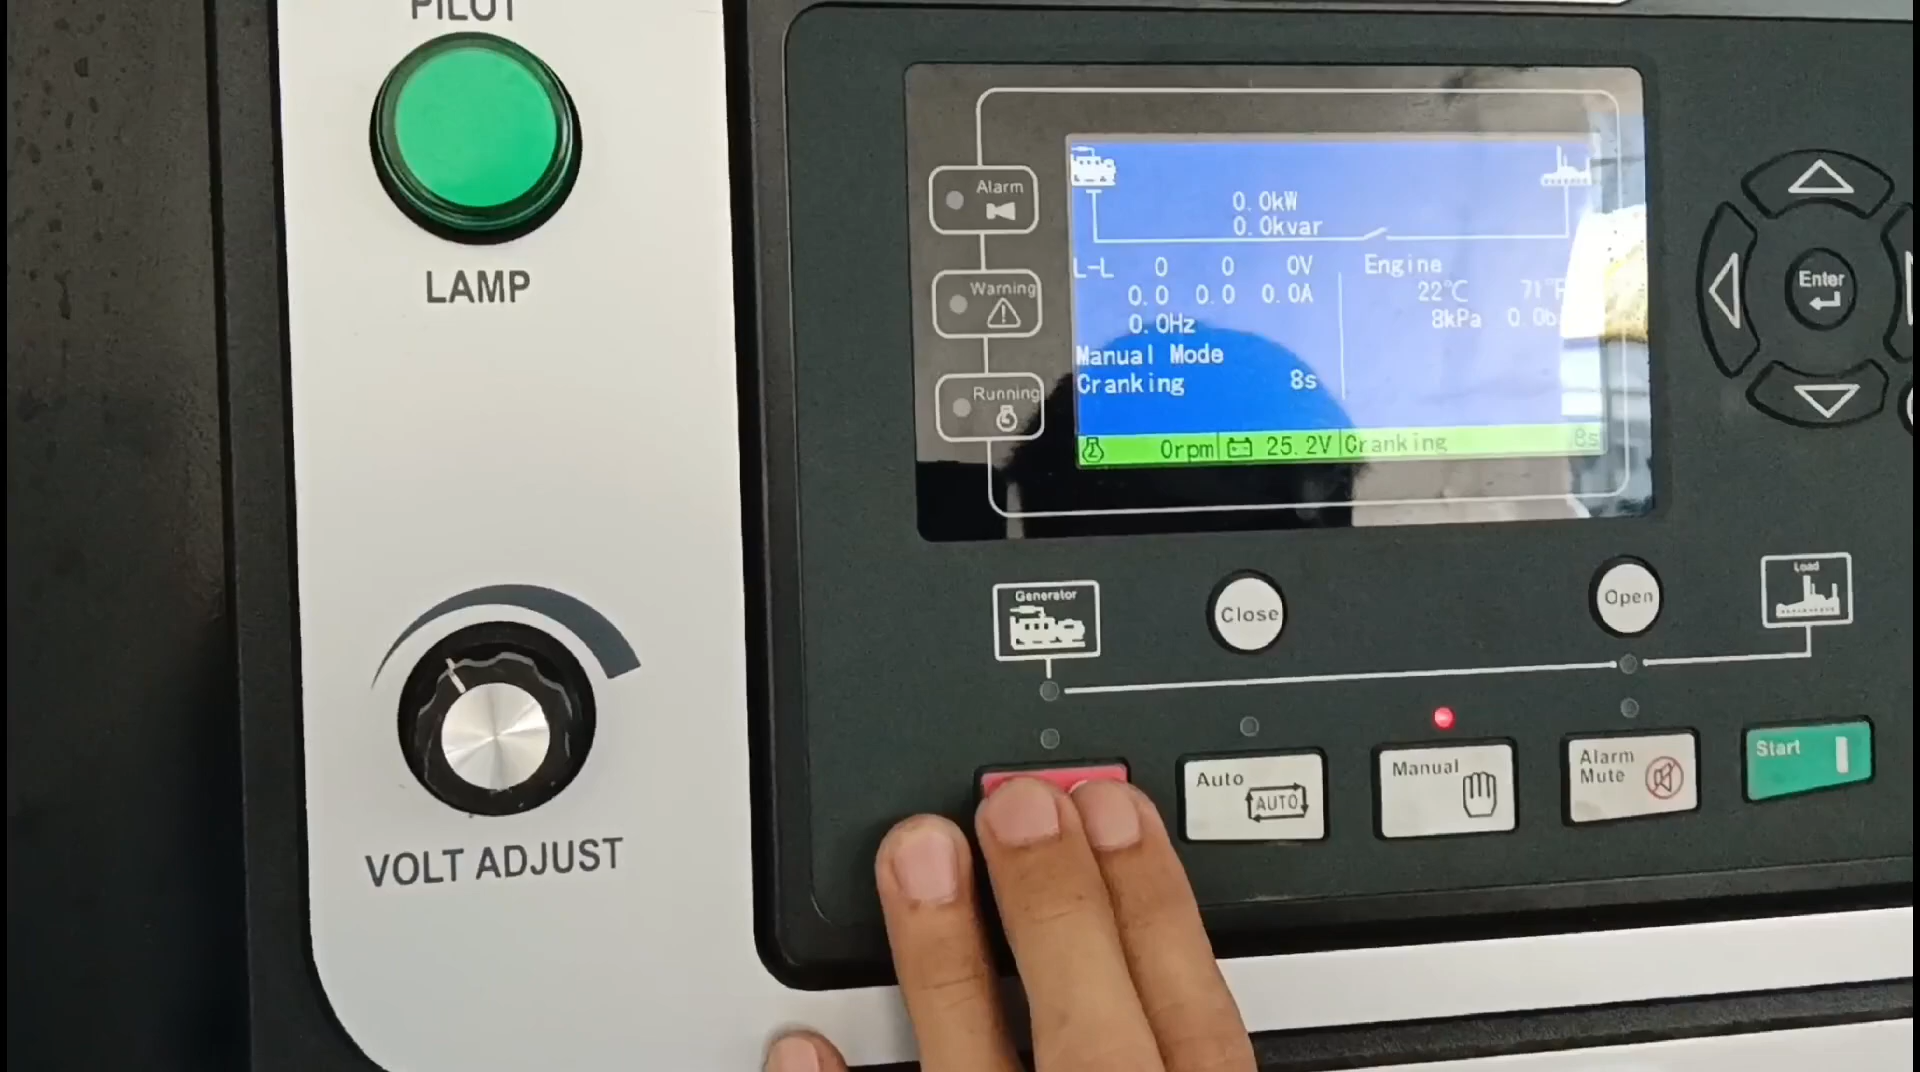 PILOT
LAMP
VOLT ADJUST
Alarm
Warning
Running
0.0kW
0.0kvar
L-L 0 0 0V
0.0 0.0 0.0A
0.0Hz
Engine
22°C 71°F
8kPa
Manual Mode
Cranking 8s
0rpm 25.2V Cranking 8s
Enter
Generator
Close
Open
Load
Auto
AUTO
Manual
Alarm
Mute
Start